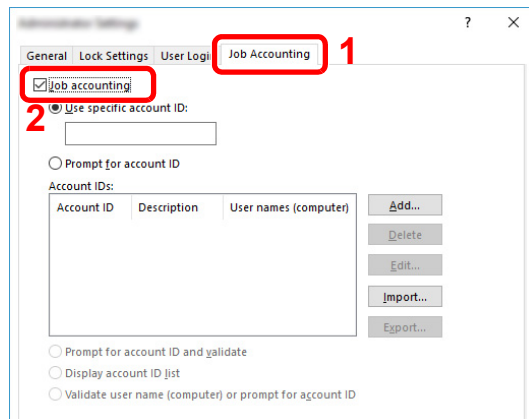 ? ×
General Lock Settings User Logi Job Accounting 1
Job accounting
2 Use specific account ID:
Prompt for account ID
Account IDs:
Account ID Description User names (computer)
Add...
Delete
Edit...
Import...
Export...
Prompt for account ID and validate
Display account ID list
Validate user name (computer) or prompt for account ID